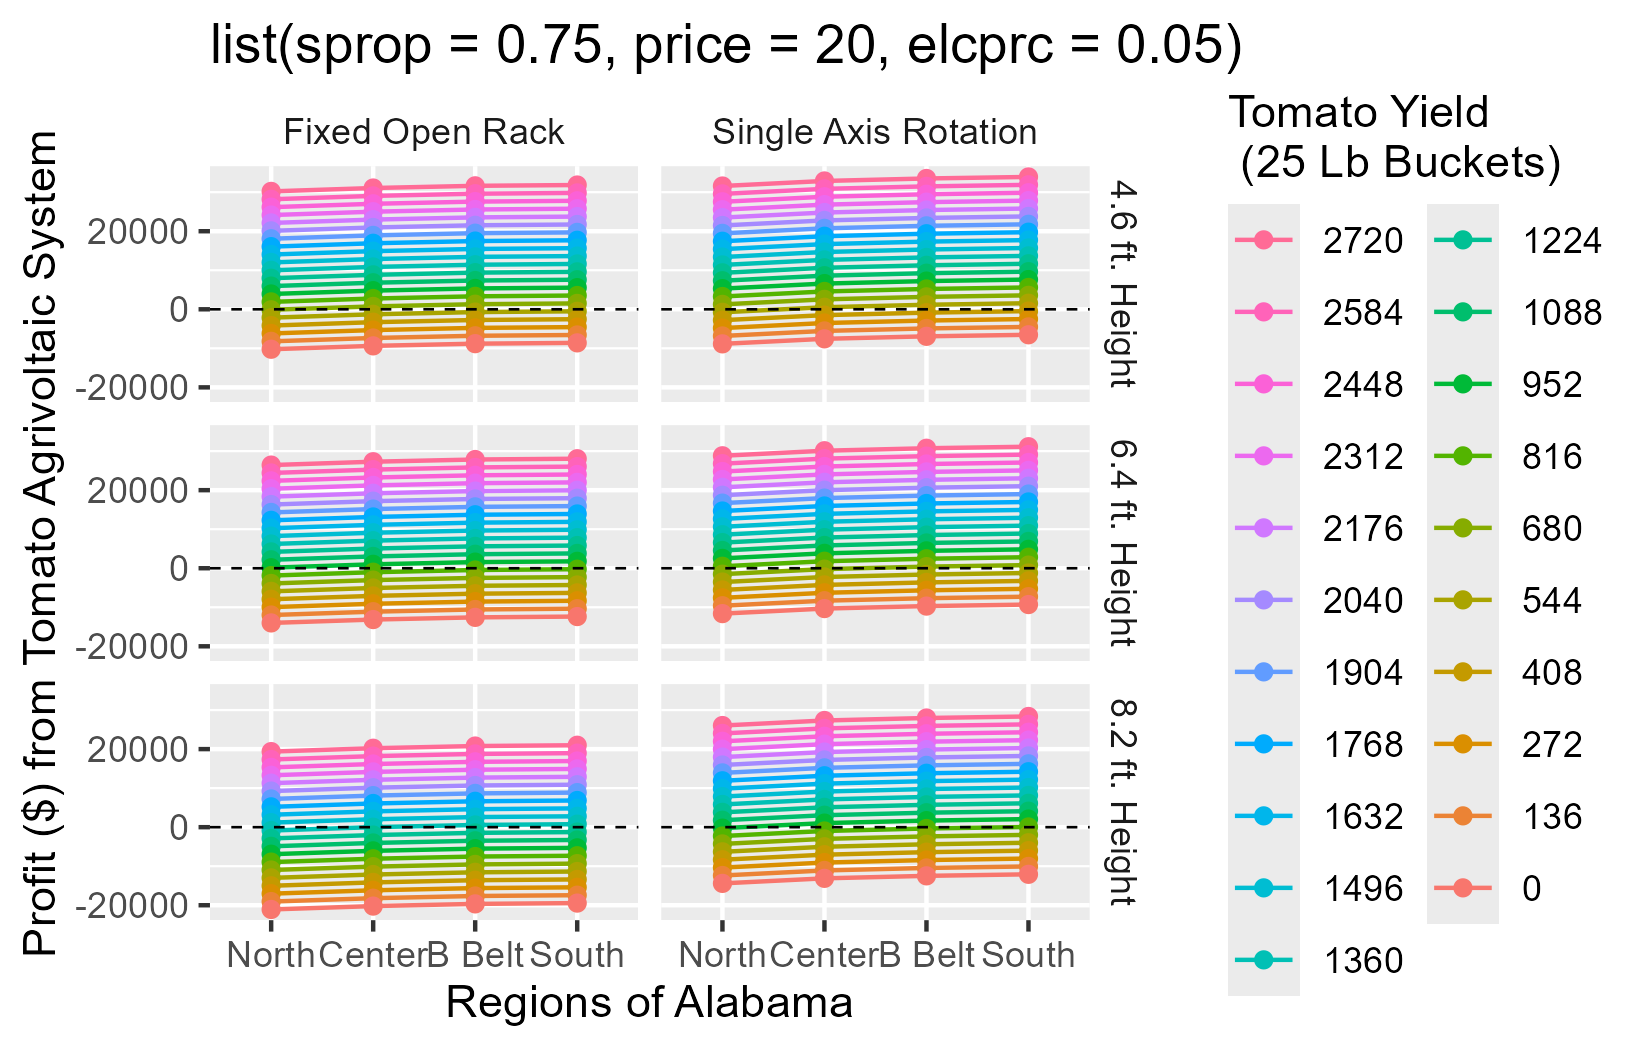 list(sprop = 0.75, price = 20, elcprc = 0.05)
Fixed Open Rack
Single Axis Rotation
Profit ($) from Tomato Agrivoltaic System
20000
0
-20000
4.6 ft. Height
20000
0
-20000
6.4 ft. Height
20000
0
-20000
8.2 ft. Height
North Center B Belt South
North Center B Belt South
Regions of Alabama
Tomato Yield
(25 Lb Buckets)
2720
2584
2448
2312
2176
2040
1904
1768
1632
1496
1360
1224
1088
952
816
680
544
408
272
136
0